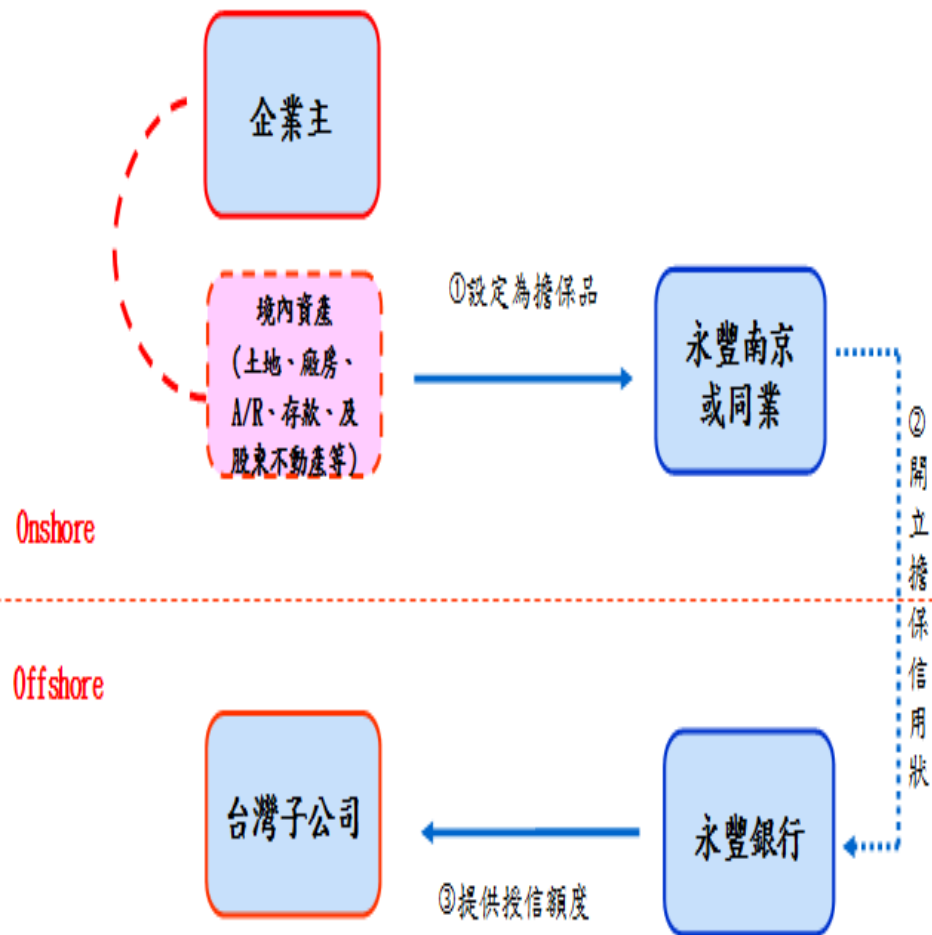 企業主
境內資產
(土地、廠房、
A/R、存款、及
股東不動產等)
①設定為擔保品
永豐南京
或同業
②
開
立
擔
保
信
用
狀
Onshore
Offshore
台灣子公司
永豐銀行
③提供授信額度